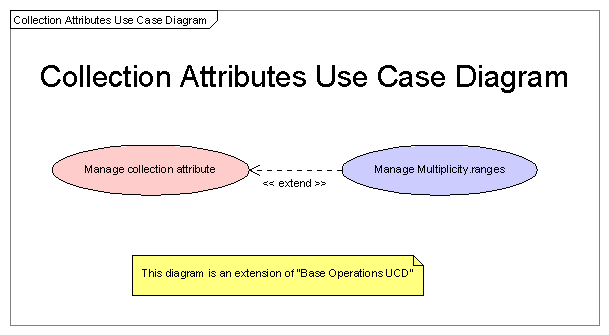 Collection Attributes Use Case Diagram
Collection Attributes Use Case Diagram
Manage collection attribute
<< extend >>
Manage Multiplicity.ranges
This diagram is an extension of "Base Operations UCD"